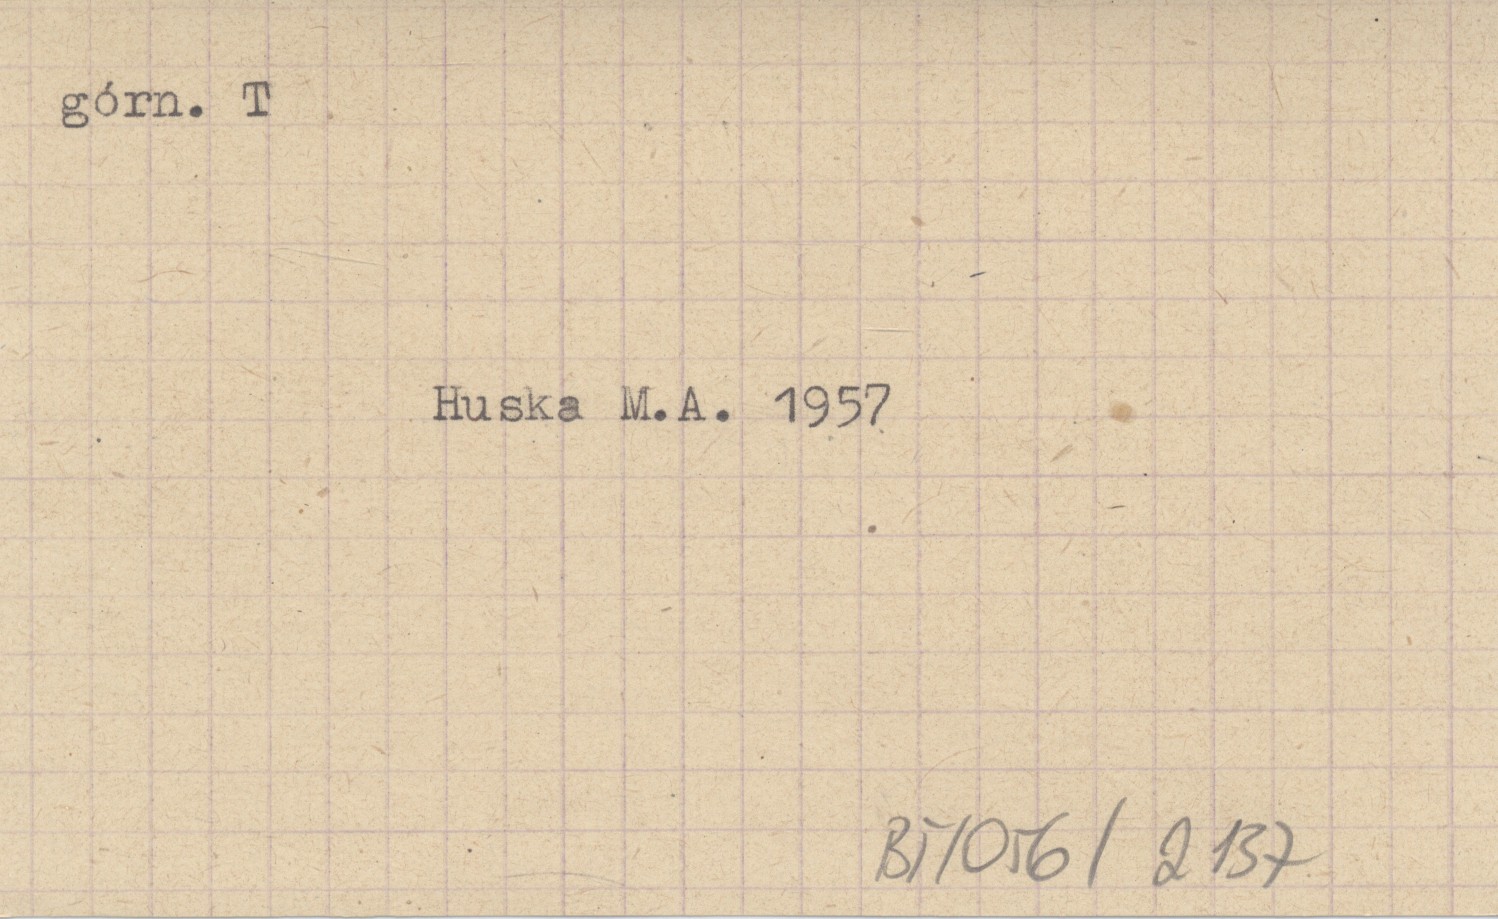 górn. T
Huska M.A. 1957
BI/056/2137